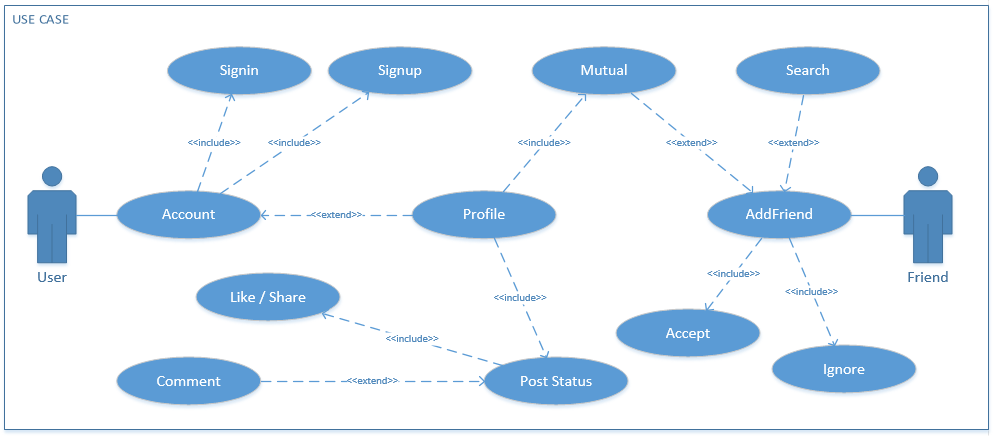 USE CASE
Signin
Signup
Mutual
Search
<<include>>
<<include>>
<<include>>
<<extend>>
<<extend>>
Account
<<extend>>
Profile
AddFriend
User
Friend
<<include>>
<<include>>
<<include>>
Like / Share
<<include>>
Accept
Ignore
Comment
<<extend>>
Post Status